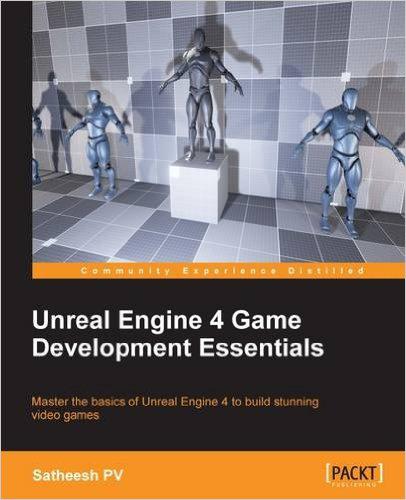 Community Experience Distilled
Unreal Engine 4 Game
Development Essentials
Master the basics of Unreal Engine 4 to build stunning
video games
Satheesh PV
[PACKT]
PUBLISHING